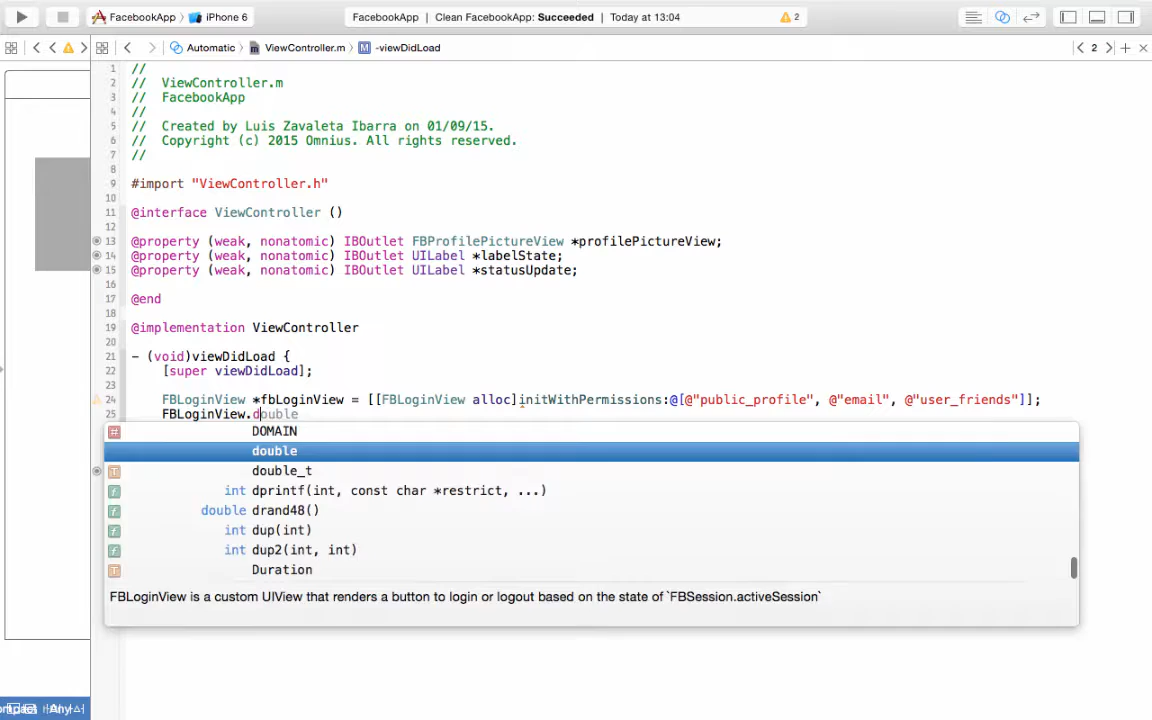 FacebookApp iPhone 6 FacebookApp | Clean FacebookApp: Succeeded | Today at 13:04 2
Automatic ViewController.m M -viewDidLoad 2
1 //
2 // ViewController.m
3 // FacebookApp
4 //
5 // Created by Luis Zavaleta Ibarra on 01/09/15.
6 // Copyright (c) 2015 Omnius. All rights reserved.
7 //
8
9 #import "ViewController.h"
10
11 @interface ViewController ()
12
13 @property (weak, nonatomic) IBOutlet FBProfilePictureView *profilePictureView;
14 @property (weak, nonatomic) IBOutlet UILabel *labelState;
15 @property (weak, nonatomic) IBOutlet UILabel *statusUpdate;
16
17 @end
18
19 @implementation ViewController
20
21 - (void)viewDidLoad {
22 [super viewDidLoad];
23
24 FBLoginView *fbLoginView = [[FBLoginView alloc]initWithPermissions:@[@"public_profile", @"email", @"user_friends"]];
25 FBLoginView.double
# DOMAIN
double
T double_t
f int dprintf(int, const char *restrict, ...)
f double drand48()
f int dup(int)
f int dup2(int, int)
T Duration
FBLoginView is a custom UIView that renders a button to login or logout based on the state of `FBSession.activeSession`
Any